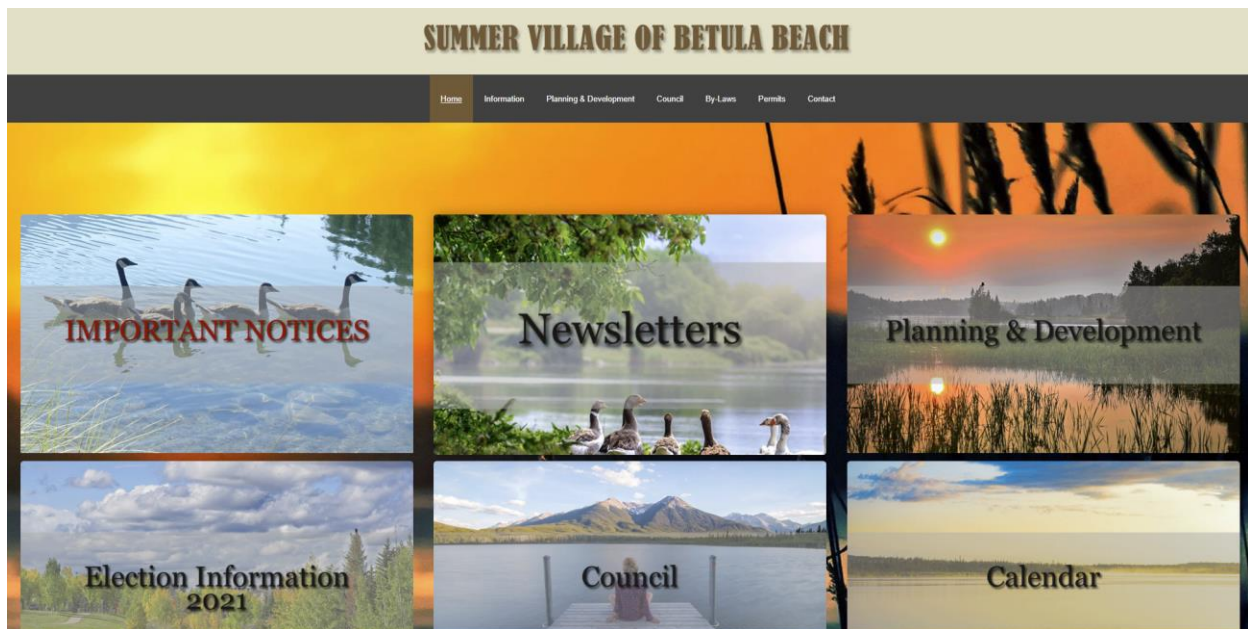 SUMMER VILLAGE OF BETULA BEACH
Home Information Planning & Development Council By-Laws Permits Contact
IMPORTANT NOTICES
Newsletters
Planning & Development
Election Information
2021
Council
Calendar